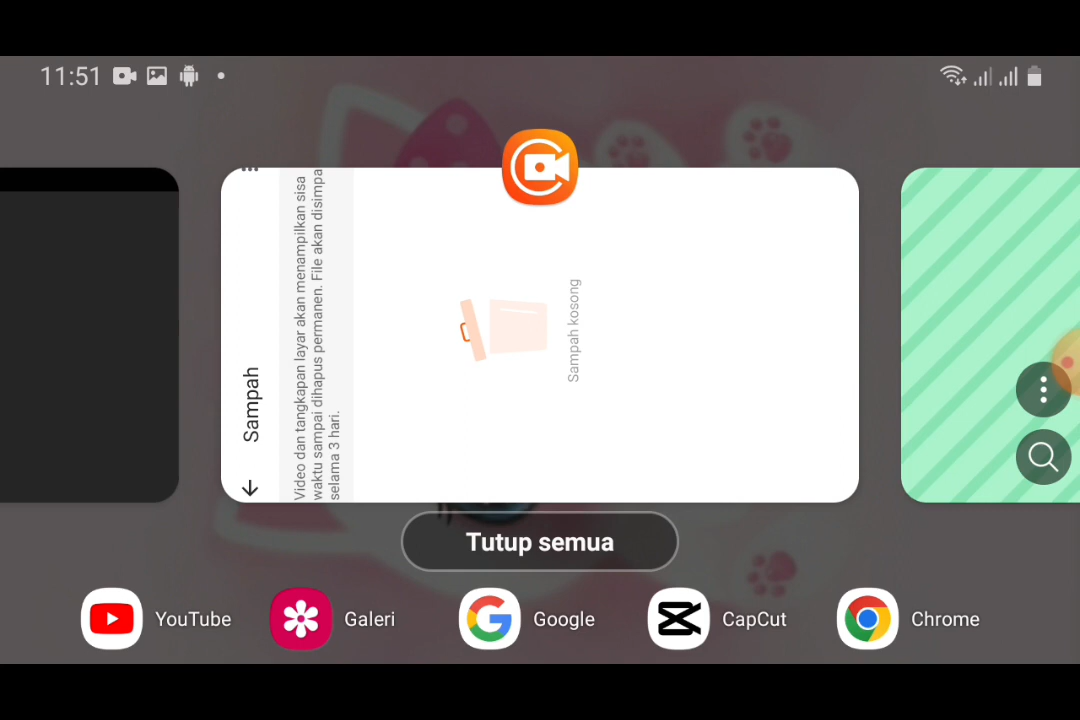 11:51
Sampah
Video dan tangkapan layar akan menampilkan sisa
waktu sampai dihapus permanen. File akan disimpa
selama 3 hari.
Sampah kosong
Tutup semua
YouTube
Galeri
Google
CapCut
Chrome